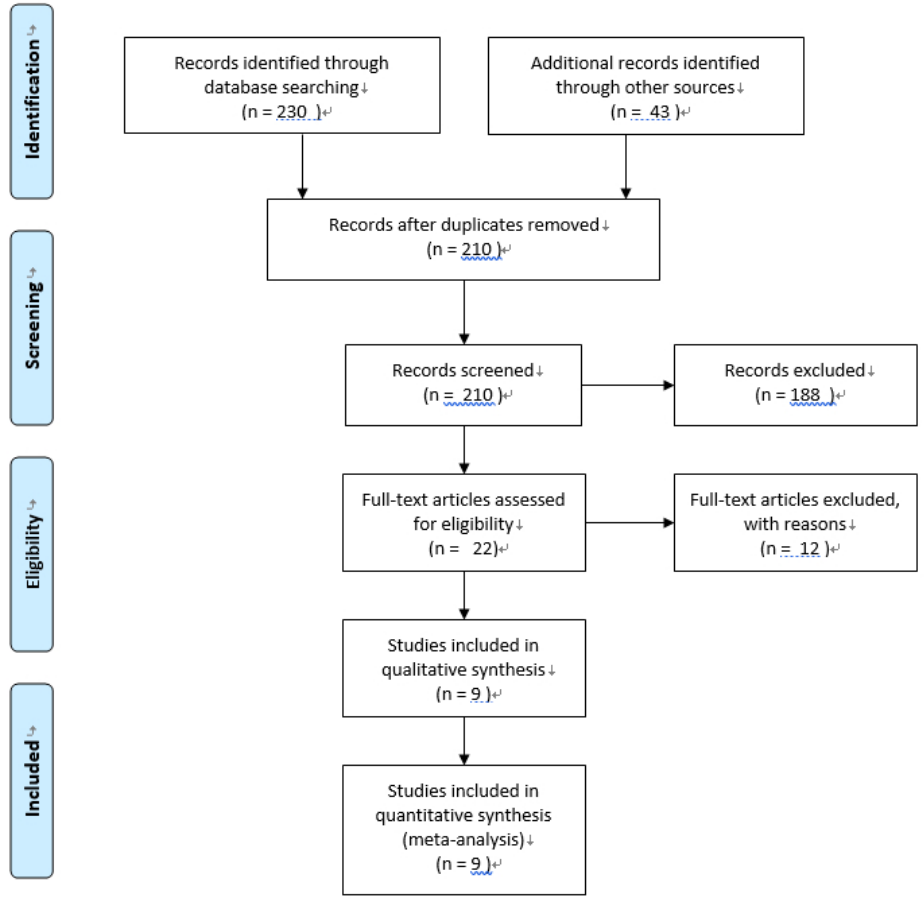 Identification
Records identified through
database searching↓
(n = 230  )↵
Additional records identified
through other sources↓
(n =  43 )↵
Records after duplicates removed↓
(n = 210 )↵
Screening
Records screened↓
(n =  210 )↵
Records excluded↓
(n = 188  )↵
Eligibility
Full-text articles assessed
for eligibility↓
(n =   22)↵
Full-text articles excluded,
with reasons↓
(n =  12 )↵
Studies included in
qualitative synthesis↓
(n = 9 )↵
Included
Studies included in
quantitative synthesis
(meta-analysis)↓
(n = 9 )↵